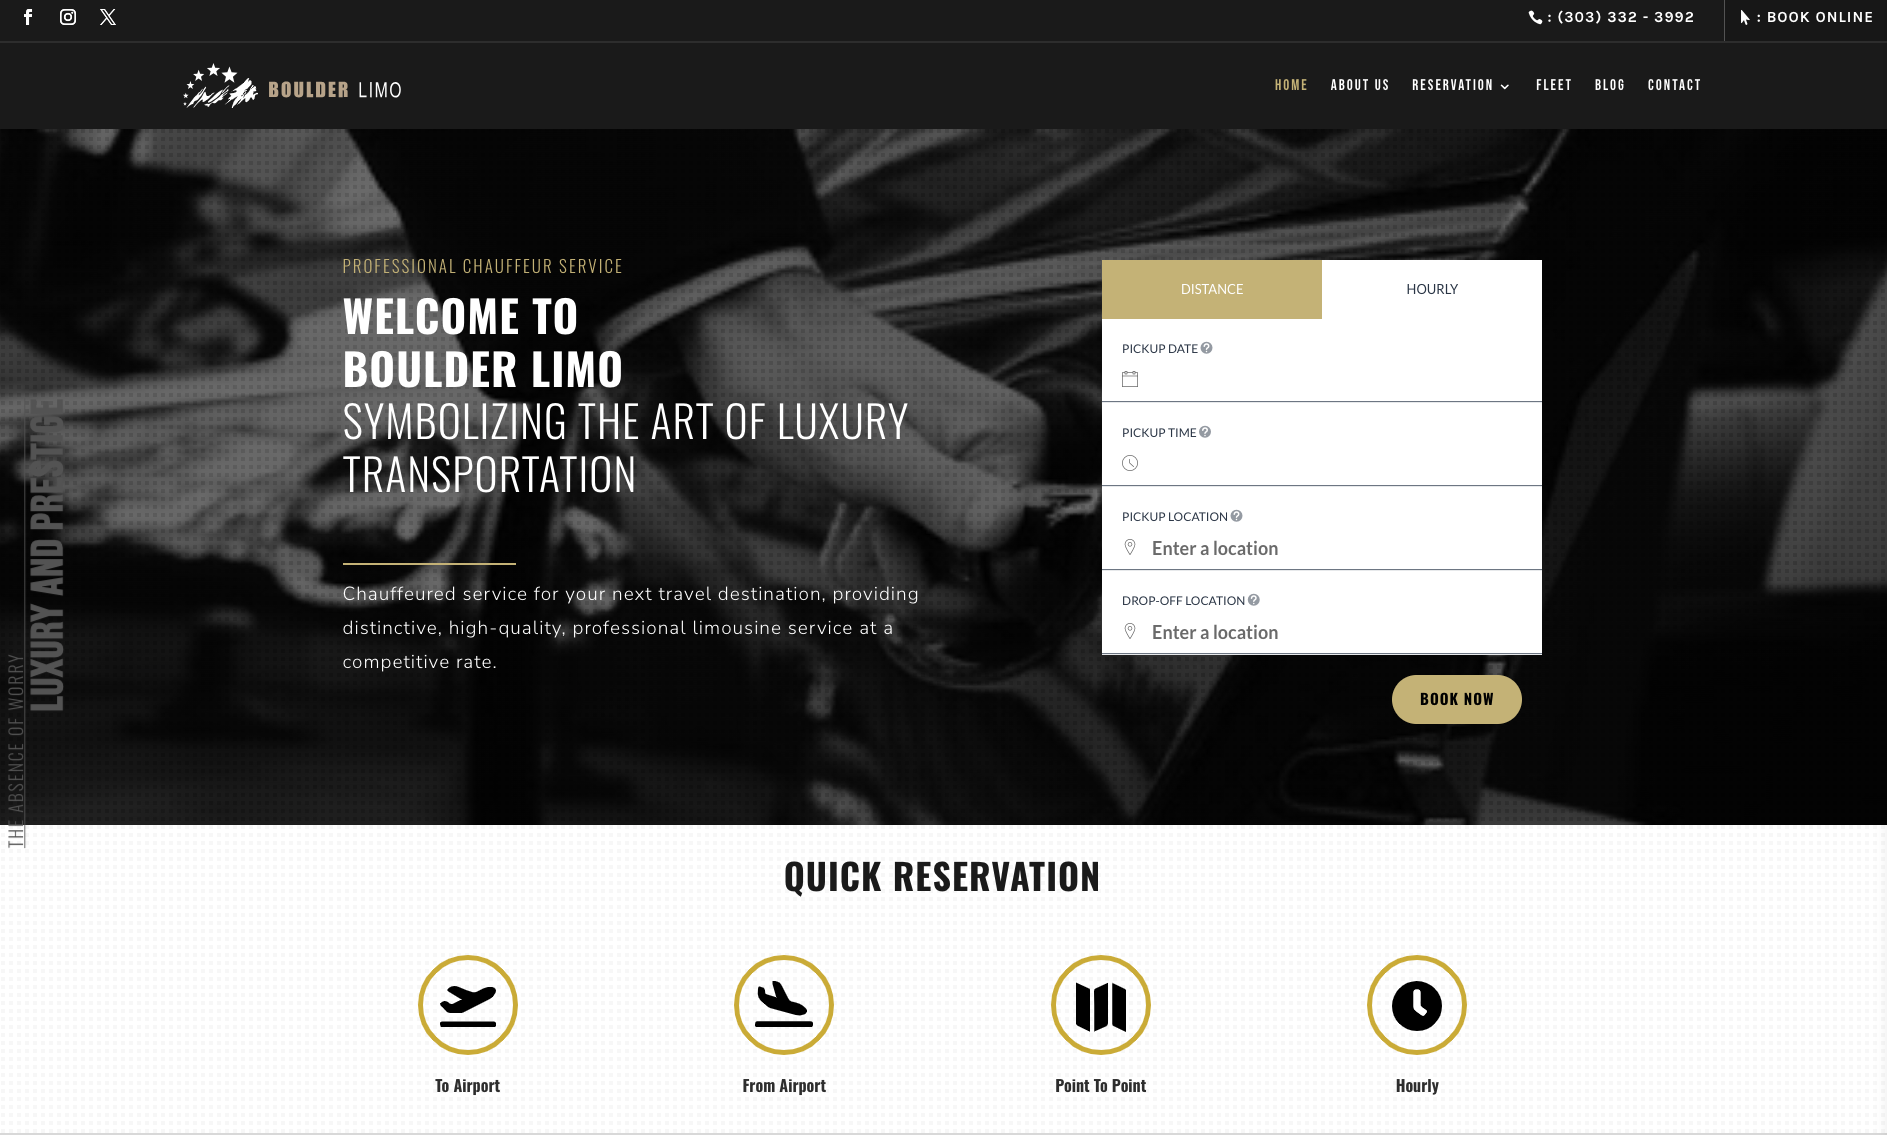 : (303) 332 - 3992
: BOOK ONLINE
BOULDER LIMO
HOME
ABOUT US
RESERVATION
FLEET
BLOG
CONTACT
PROFESSIONAL CHAUFFEUR SERVICE
WELCOME TO
BOULDER LIMO
SYMBOLIZING THE ART OF LUXURY
TRANSPORTATION
Chauffeured service for your next travel destination, providing
distinctive, high-quality, professional limousine service at a
competitive rate.
THE ABSENCE OF WORRY
LUXURY AND PRESTIGE
DISTANCE
HOURLY
PICKUP DATE
PICKUP TIME
PICKUP LOCATION
Enter a location
DROP-OFF LOCATION
Enter a location
BOOK NOW
QUICK RESERVATION
To Airport
From Airport
Point To Point
Hourly